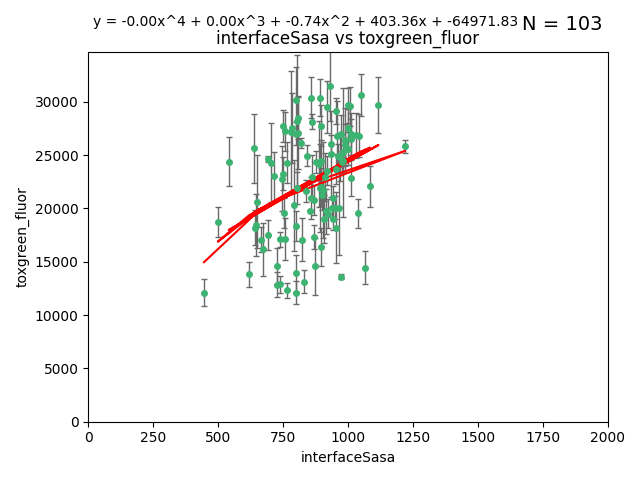 y = -0.00x^4 + 0.00x^3 + -0.74x^2 + 403.36x + -64971.83 N = 103
interfaceSasa vs toxgreen_fluor
30000
25000
20000
15000
10000
5000
0
toxgreen_fluor
0 250 500 750 1000 1250 1500 1750 2000
interfaceSasa